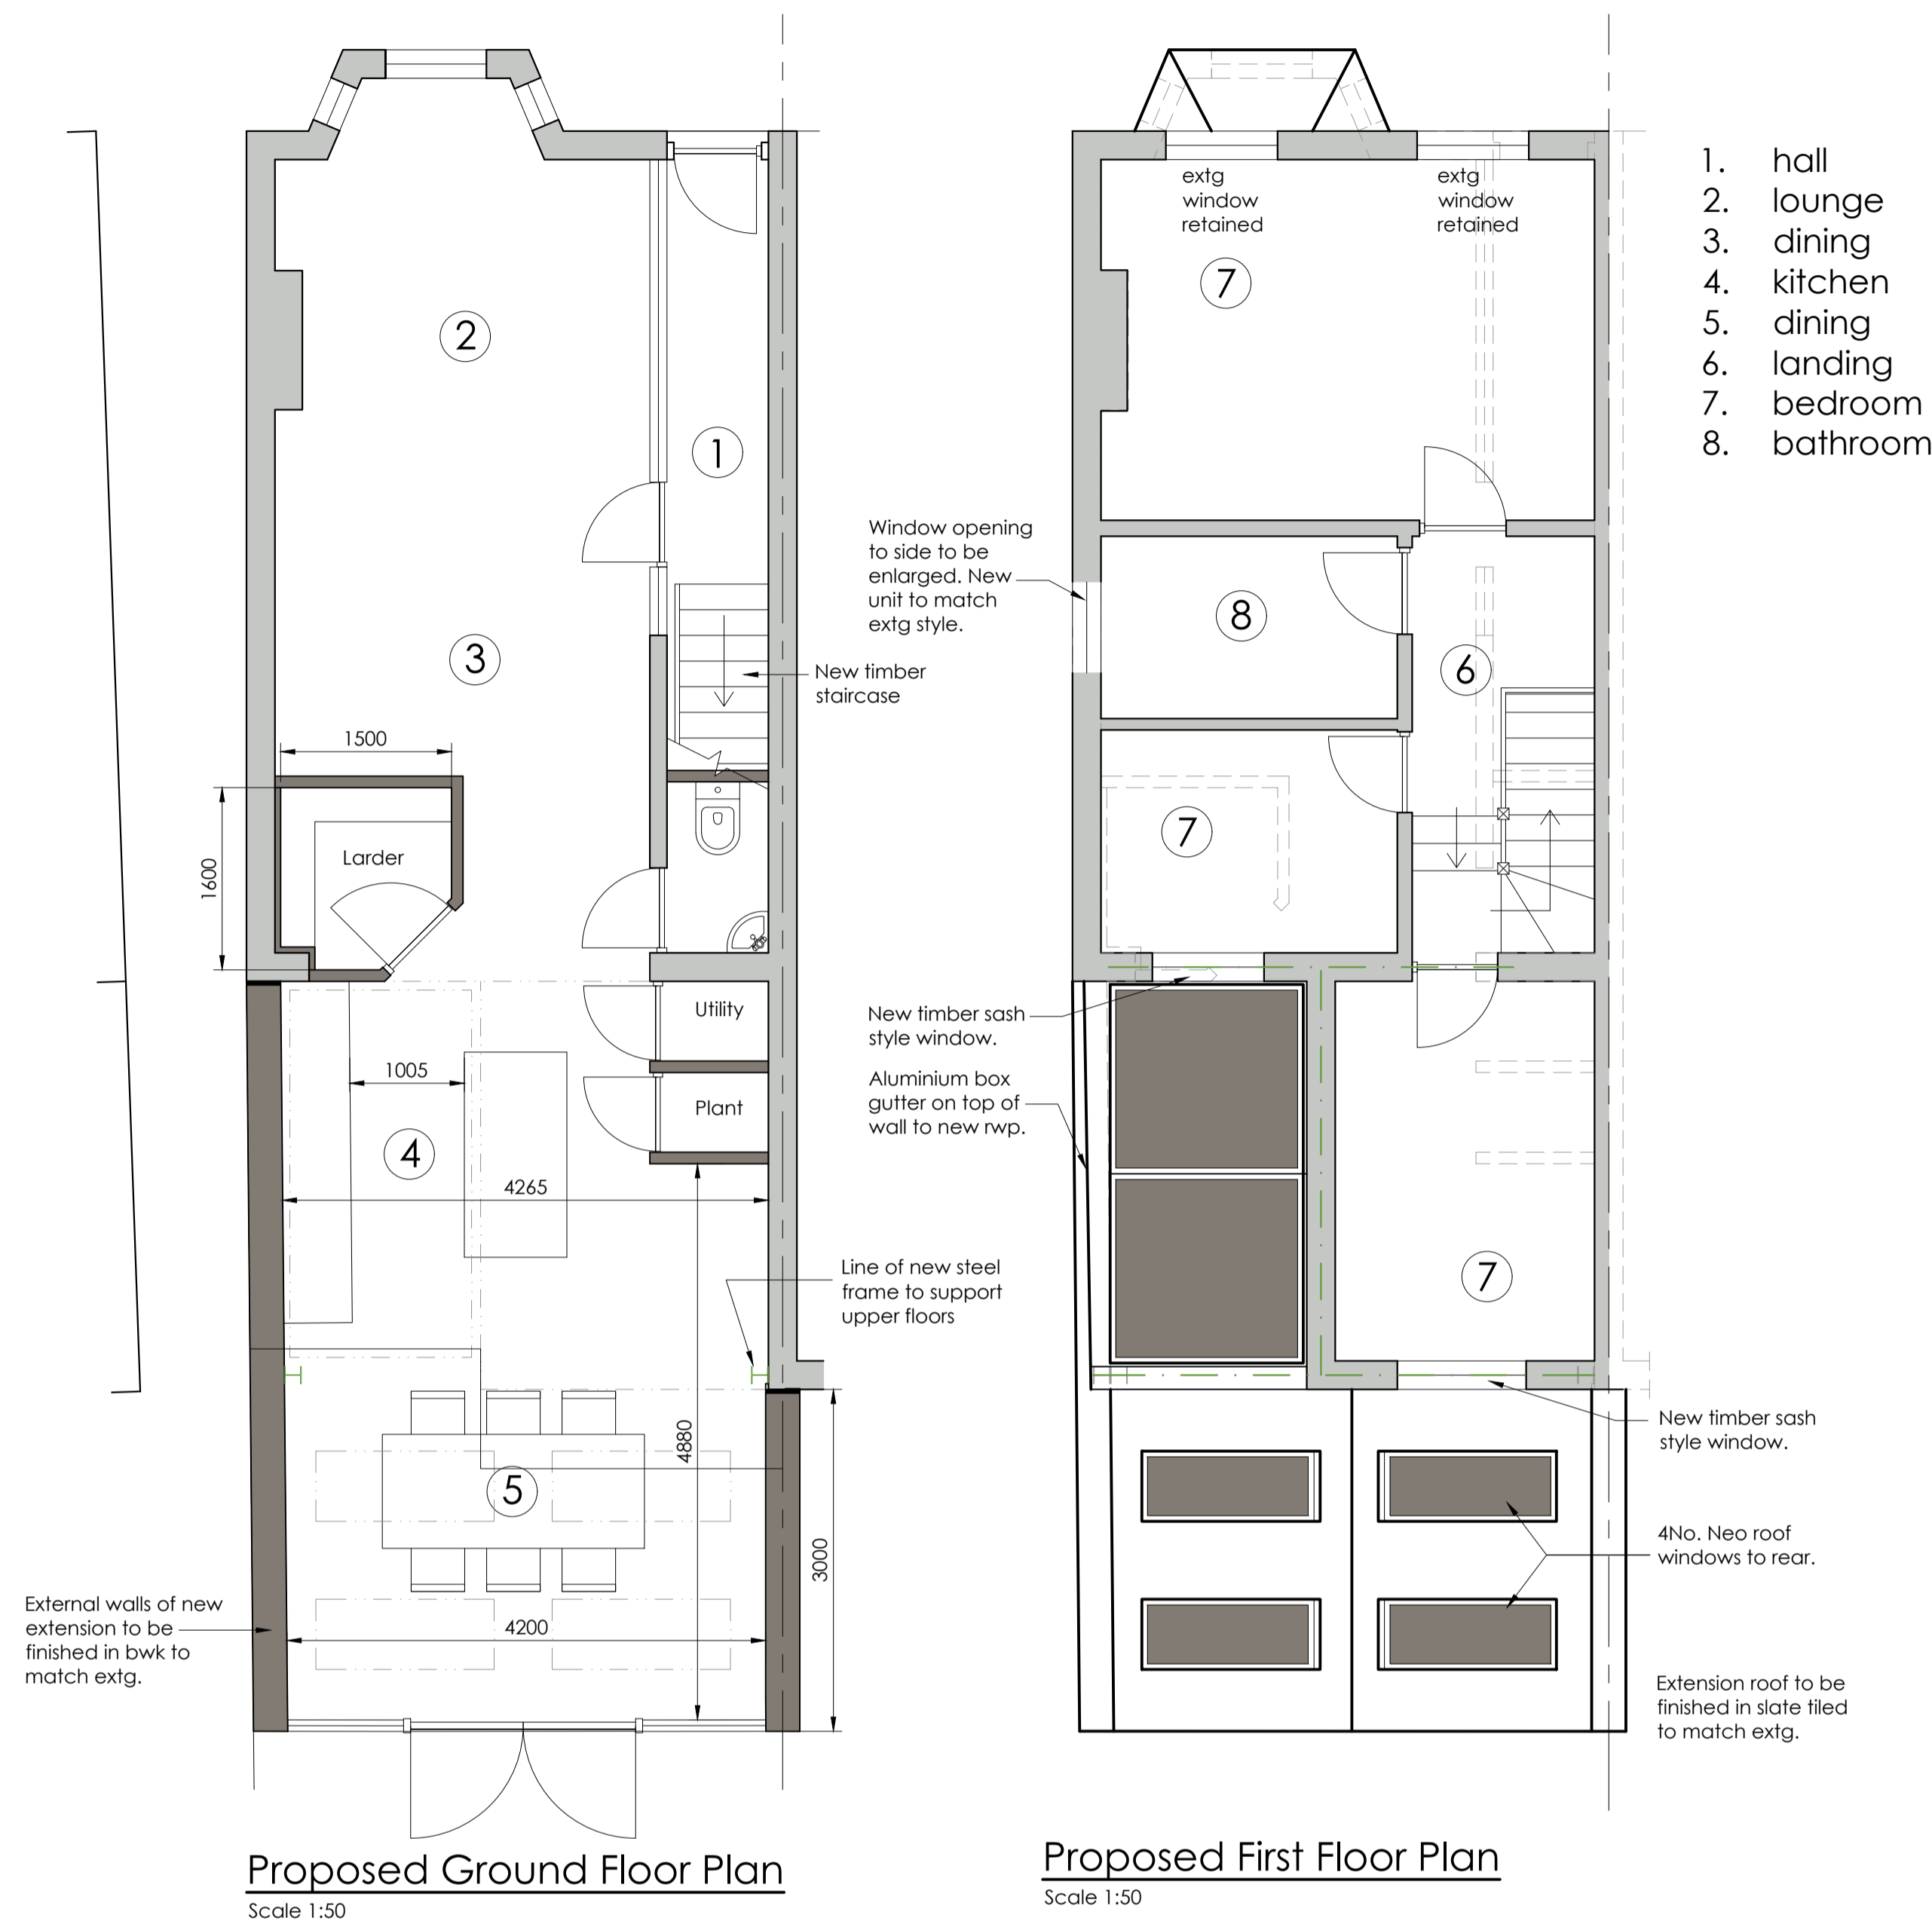 extg
window
retained
extg
window
retained
1. hall
2. lounge
3. dining
4. kitchen
5. dining
6. landing
7. bedroom
8. bathroom
2
1
3
1500
1600
Larder
New timber
staircase
Utility
Plant
1005
4
4265
Line of new steel
frame to support
upper floors
4880
5
3000
4200
External walls of new
extension to be
finished in bwk to
match extg.
Proposed Ground Floor Plan
Scale 1:50
7
Window opening
to side to be
enlarged. New
unit to match
extg style.
8
6
7
New timber sash
style window.
Aluminium box
gutter on top of
wall to new rwp.
7
New timber sash
style window.
4No. Neo roof
windows to rear.
Extension roof to be
finished in slate tiled
to match extg.
Proposed First Floor Plan
Scale 1:50